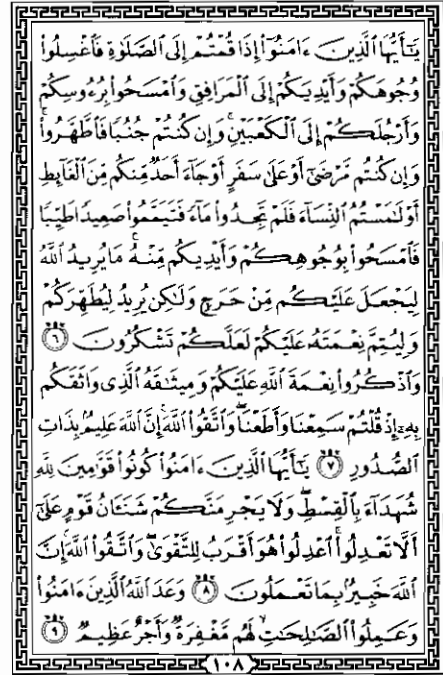 يَٰٓأَيُّهَا ٱلَّذِينَ ءَامَنُوٓا۟ إِذَا قُمْتُمْ إِلَى ٱلصَّلَوٰةِ فَٱغْسِلُوا۟
وُجُوهَكُمْ وَأَيْدِيَكُمْ إِلَى ٱلْمَرَافِقِ وَٱمْسَحُوا۟ بِرُءُوسِكُمْ
وَأَرْجُلَكُمْ إِلَى ٱلْكَعْبَيْنِ ۚ وَإِن كُنتُمْ جُنُبًا فَٱطَّهَّرُوا۟ ۚ
وَإِن كُنتُم مَّرْضَىٰٓ أَوْ عَلَىٰ سَفَرٍ أَوْ جَآءَ أَحَدٌ مِّنكُم مِّنَ ٱلْغَآئِطِ
أَوْ لَٰمَسْتُمُ ٱلنِّسَآءَ فَلَمْ تَجِدُوا۟ مَآءً فَتَيَمَّمُوا۟ صَعِيدًا طَيِّبًا
فَٱمْسَحُوا۟ بِوُجُوهِكُمْ وَأَيْدِيكُم مِّنْهُ ۚ مَا يُرِيدُ ٱللَّهُ
لِيَجْعَلَ عَلَيْكُم مِّنْ حَرَجٍ وَلَٰكِن يُرِيدُ لِيُطَهِّرَكُمْ
وَلِيُتِمَّ نِعْمَتَهُۥ عَلَيْكُمْ لَعَلَّكُمْ تَشْكُرُونَ ٦
وَٱذْكُرُوا۟ نِعْمَةَ ٱللَّهِ عَلَيْكُمْ وَمِيثَٰقَهُ ٱلَّذِى وَاثَقَكُم
بِهِۦٓ إِذْ قُلْتُمْ سَمِعْنَا وَأَطَعْنَا ۖ وَٱتَّقُوا۟ ٱللَّهَ ۚ إِنَّ ٱللَّهَ عَلِيمٌۢ بِذَاتِ
ٱلصُّدُورِ ٧ يَٰٓأَيُّهَا ٱلَّذِينَ ءَامَنُوا۟ كُونُوا۟ قَوَّٰمِينَ لِلَّهِ
شُهَدَآءَ بِٱلْقِسْطِ ۖ وَلَا يَجْرِمَنَّكُمْ شَنَـَٔانُ قَوْمٍ عَلَىٰٓ
أَلَّا تَعْدِلُوا۟ ۚ ٱعْدِلُوا۟ هُوَ أَقْرَبُ لِلتَّقْوَىٰ ۖ وَٱتَّقُوا۟ ٱللَّهَ ۚ إِنَّ
ٱللَّهَ خَبِيرٌۢ بِمَا تَعْمَلُونَ ٨ وَعَدَ ٱللَّهُ ٱلَّذِينَ ءَامَنُوا۟
وَعَمِلُوا۟ ٱلصَّٰلِحَٰتِ ۙ لَهُم مَّغْفِرَةٌ وَأَجْرٌ عَظِيمٌ ٩
١٠٨